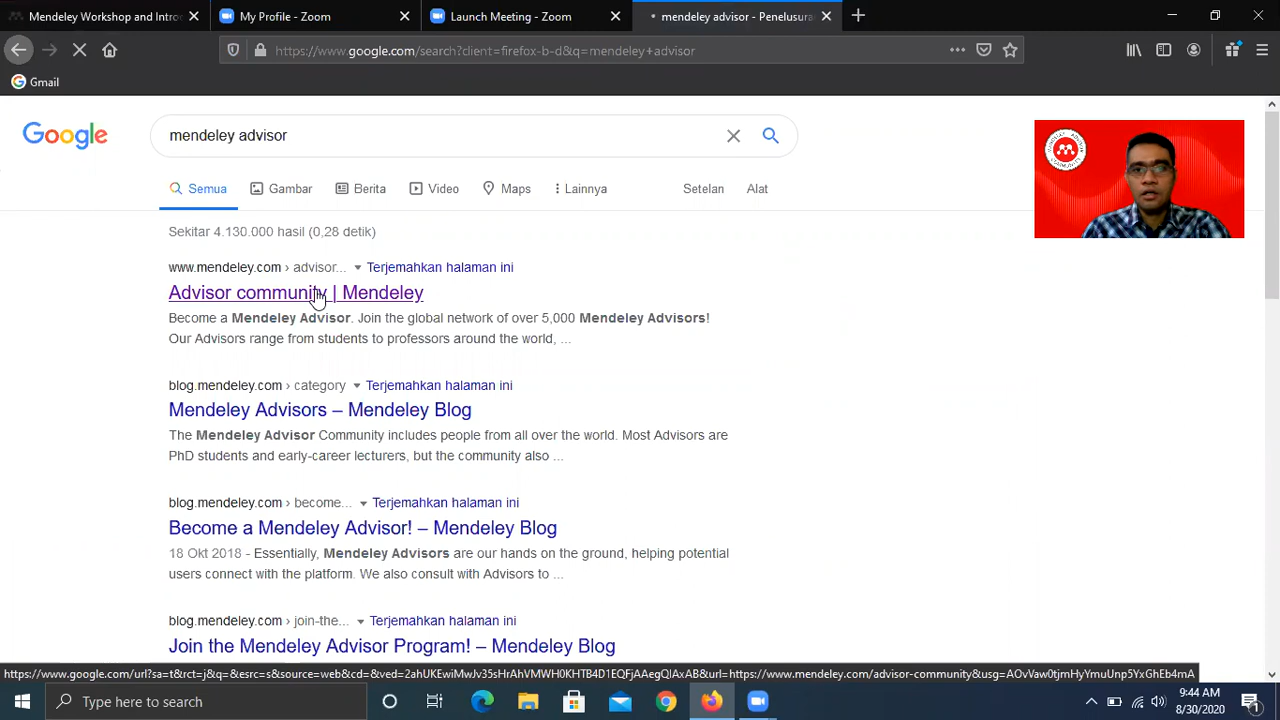 Mendeley Workshop and Intro
My Profile - Zoom
Launch Meeting - Zoom
mendeley advisor - Penelusura
https://www.google.com/search?client=firefox-b-d&q=mendeley+advisor
Gmail
Google
mendeley advisor
Semua
Gambar
Berita
Video
Maps
Lainnya
Setelan
Alat
Sekitar 4.130.000 hasil (0,28 detik)
www.mendeley.com › advisor... Terjemahkan halaman ini
Advisor community | Mendeley
Become a Mendeley Advisor. Join the global network of over 5,000 Mendeley Advisors!
Our Advisors range from students to professors around the world, ...
blog.mendeley.com › category Terjemahkan halaman ini
Mendeley Advisors – Mendeley Blog
The Mendeley Advisor Community includes people from all over the world. Most Advisors are
PhD students and early-career lecturers, but the community also ...
blog.mendeley.com › become... Terjemahkan halaman ini
Become a Mendeley Advisor! – Mendeley Blog
18 Okt 2018 - Essentially, Mendeley Advisors are our hands on the ground, helping potential
users connect with the platform. We also consult with Advisors to ...
blog.mendeley.com › join-the... Terjemahkan halaman ini
Join the Mendeley Advisor Program! – Mendeley Blog
Type here to search
9:44 AM
8/30/2020